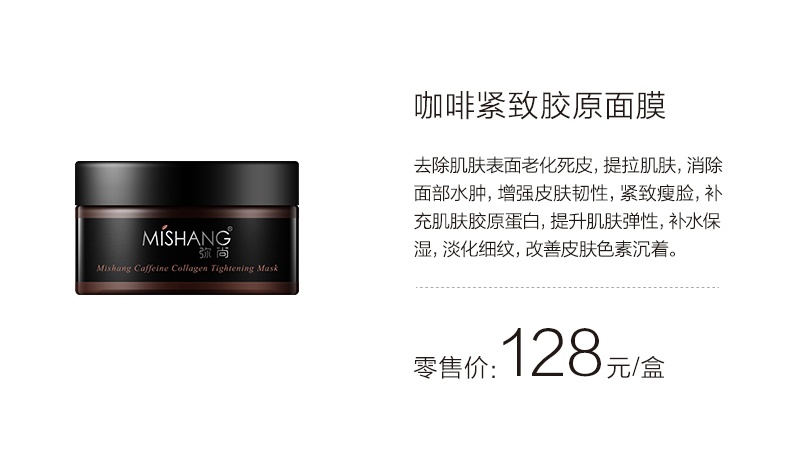 咖啡紧致胶原面膜
去除肌肤表面老化死皮，提拉肌肤，消除
面部水肿，增强皮肤韧性，紧致瘦脸，补
充肌肤胶原蛋白，提升肌肤弹性，补水保
湿，淡化细纹，改善皮肤色素沉着。
MiSHANG®
弥尚
Mishang Caffeine Collagen Tightening Mask
零售价：128元/盒